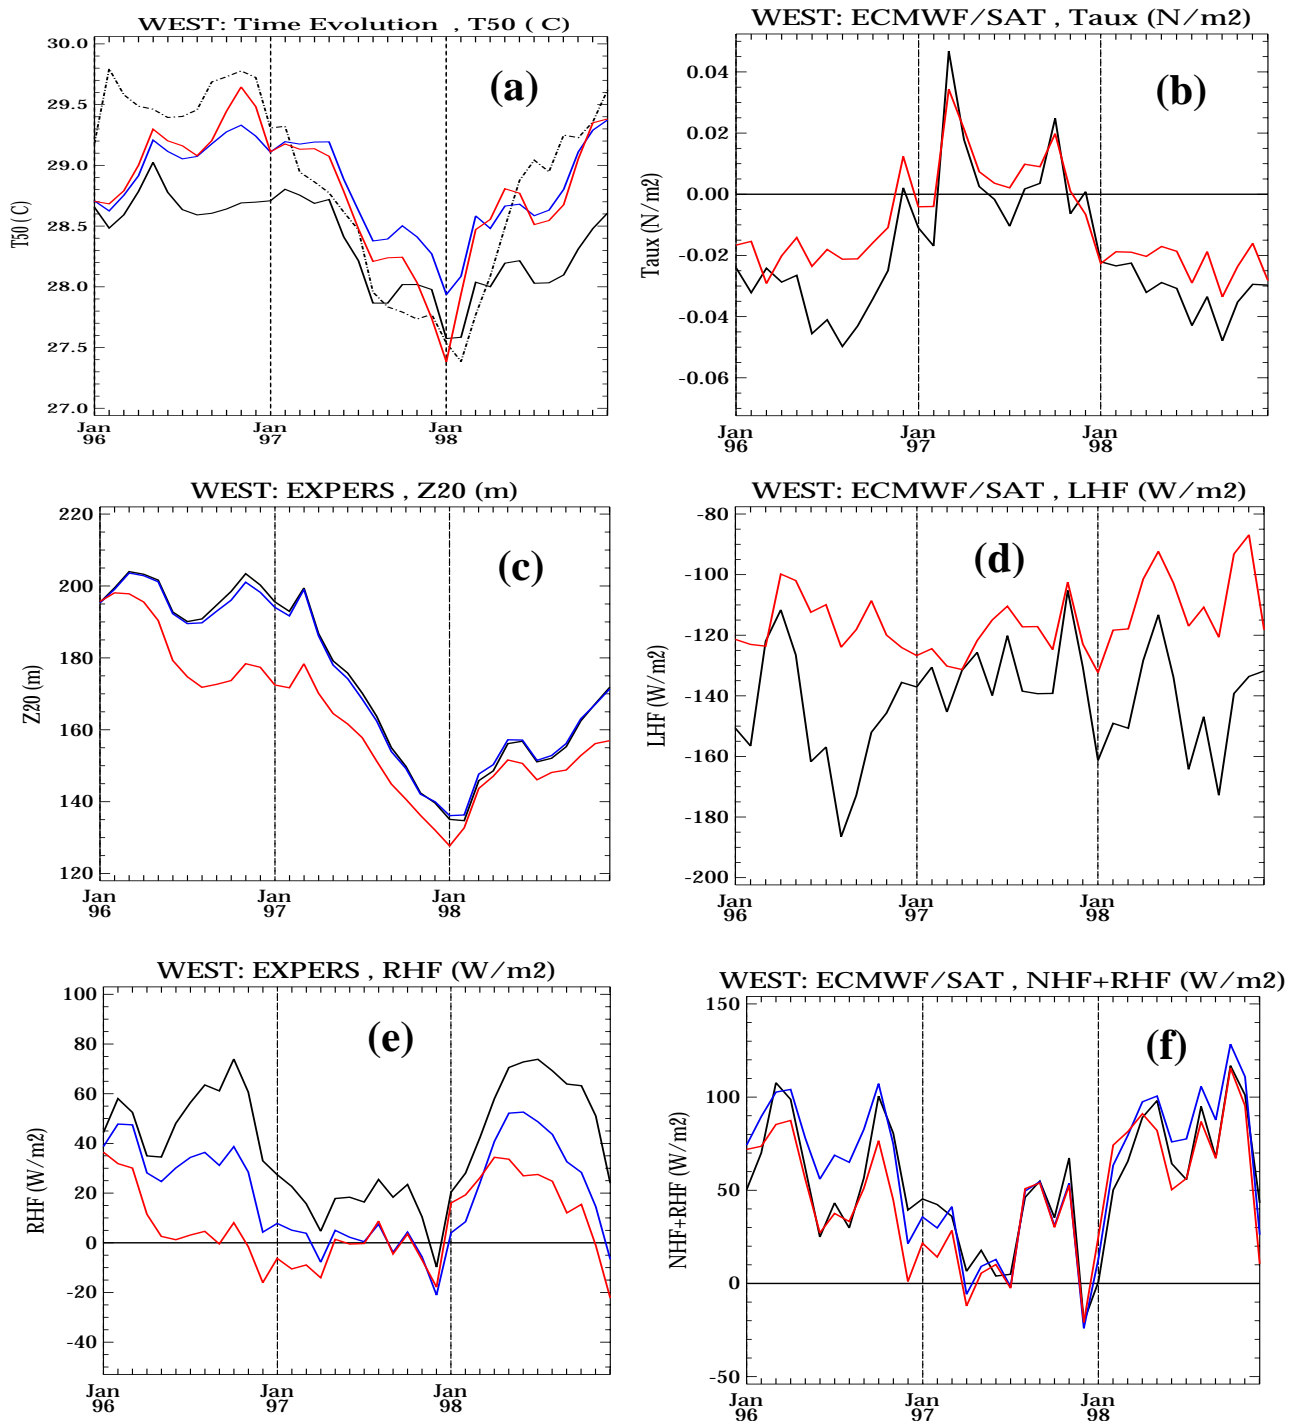 WEST: Time Evolution , T50 ( C)
(a)
T50 ( C)
30.0
29.5
29.0
28.5
28.0
27.5
27.0
Jan
96
Jan
97
Jan
98
WEST: ECMWF/SAT , Taux (N/m2)
(b)
Taux (N/m2)
0.04
0.02
0.00
-0.02
-0.04
-0.06
Jan
96
Jan
97
Jan
98
WEST: EXPERS , Z20 (m)
(c)
Z20 (m)
220
200
180
160
140
120
Jan
96
Jan
97
Jan
98
WEST: ECMWF/SAT , LHF (W/m2)
(d)
LHF (W/m2)
-80
-100
-120
-140
-160
-180
-200
Jan
96
Jan
97
Jan
98
WEST: EXPERS , RHF (W/m2)
(e)
RHF (W/m2)
100
80
60
40
20
0
-20
-40
Jan
96
Jan
97
Jan
98
WEST: ECMWF/SAT , NHF+RHF (W/m2)
(f)
NHF+RHF (W/m2)
150
100
50
0
-50
Jan
96
Jan
97
Jan
98